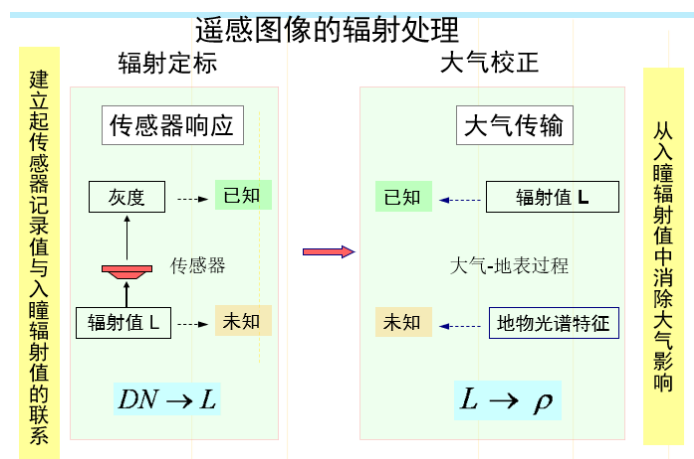 遥感图像的辐射处理
建立起传感器记录值与入瞳辐射值的联系
辐射定标
传感器响应
灰度
已知
传感器
辐射值 L
未知
DN → L
大气校正
大气传输
已知
辐射值 L
大气-地表过程
未知
地物光谱特征
L → ρ
从入瞳辐射值中消除大气影响